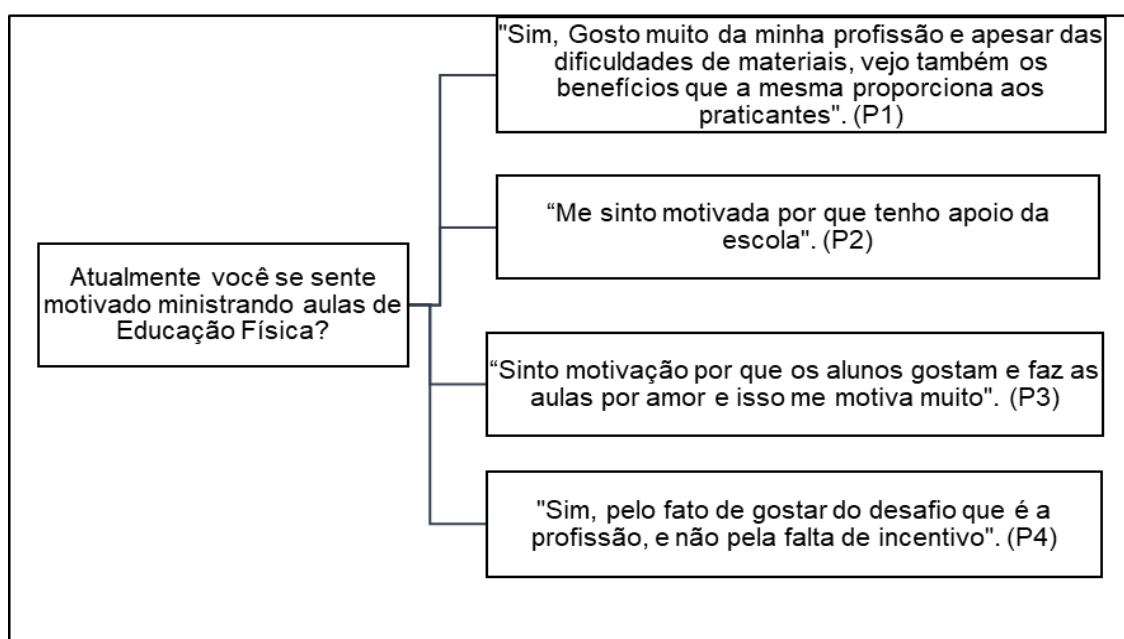 "Sim, Gosto muito da minha profissão e apesar das
dificuldades de materiais, vejo também os
benefícios que a mesma proporciona aos
praticantes". (P1)
“Me sinto motivada por que tenho apoio da
escola". (P2)
Atualmente você se sente
motivado ministrando aulas de
Educação Física?
“Sinto motivação por que os alunos gostam e faz as
aulas por amor e isso me motiva muito". (P3)
"Sim, pelo fato de gostar do desafio que é a
profissão, e não pela falta de incentivo". (P4)